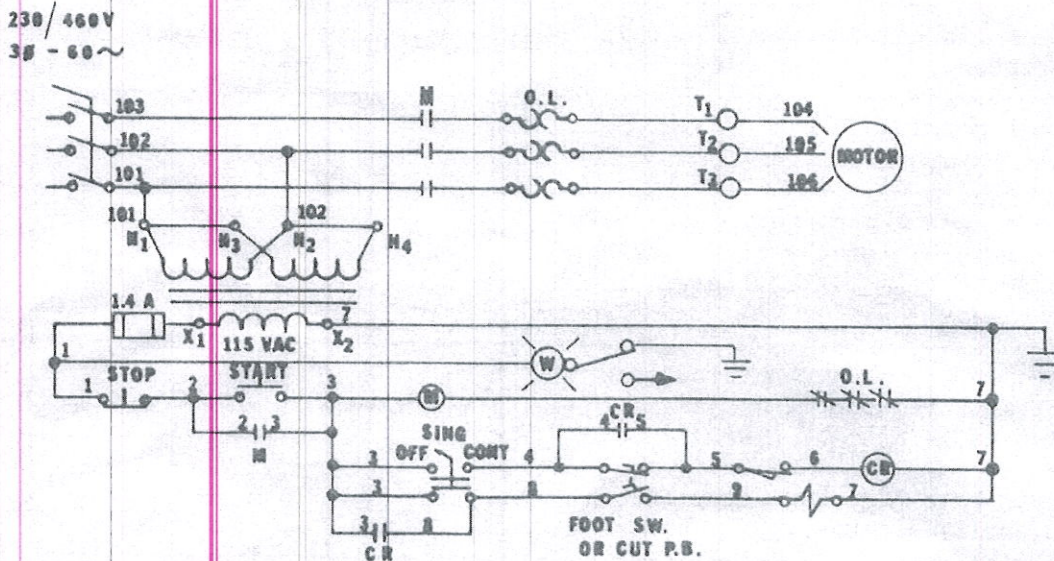 230/460V
3ø - 60~
103 M O.L. T1 104
102 T2 105 MOTOR
101 T3 106
101 102
H1 H3 H2 H4
1.4 A 7
X1 115 VAC X2
1 W
STOP START O.L.
1 2 3 M 7
2 3 CR
M 4 5
SING
OFF CONT
3 4 5 6 CR 7
3 8 9 7
3 8 FOOT SW.
CR OR CUT P.B.